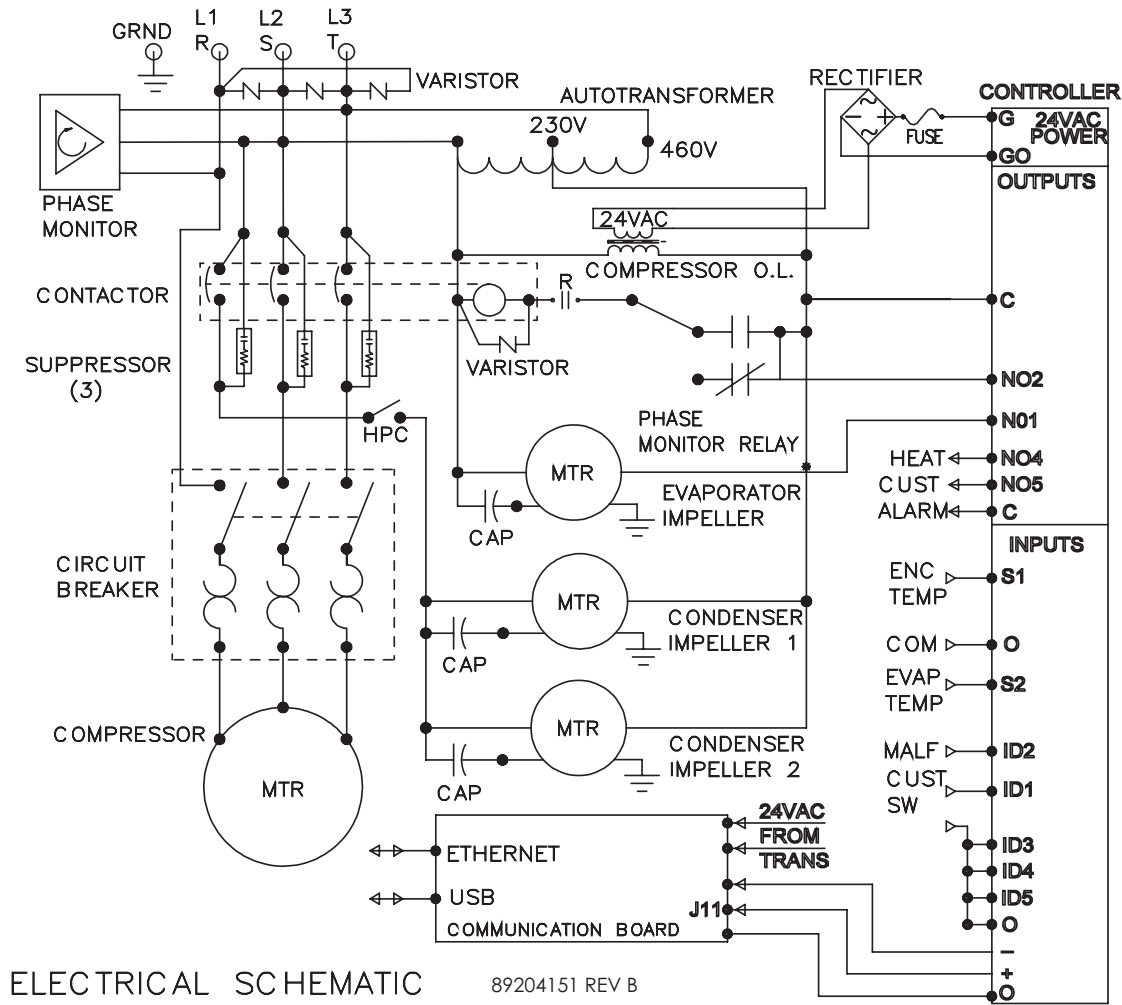 GRND
L1
R
L2
S
L3
T
VARISTOR
RECTIFIER
AUTOTRANSFORMER
230V
460V
FUSE
CONTROLLER
G 24VAC
POWER
GO
OUTPUTS
PHASE
MONITOR
24VAC
COMPRESSOR O.L.
CONTACTOR
R
C
SUPPRESSOR
(3)
VARISTOR
NO2
HPC
PHASE
MONITOR RELAY
N01
MTR
HEAT NO4
CUST NO5
ALARM C
EVAPORATOR
IMPELLER
CAP
INPUTS
CIRCUIT
BREAKER
ENC
TEMP
S1
MTR
CONDENSER
IMPELLER 1
CAP
COM O
EVAP
TEMP
S2
COMPRESSOR
MTR
MTR
CONDENSER
IMPELLER 2
CAP
MALF ID2
CUST
SW
ID1
24VAC
FROM
TRANS
ETHERNET
USB
J11
COMMUNICATION BOARD
ID3
ID4
ID5
O
–
+
O
ELECTRICAL SCHEMATIC
89204151 REV B